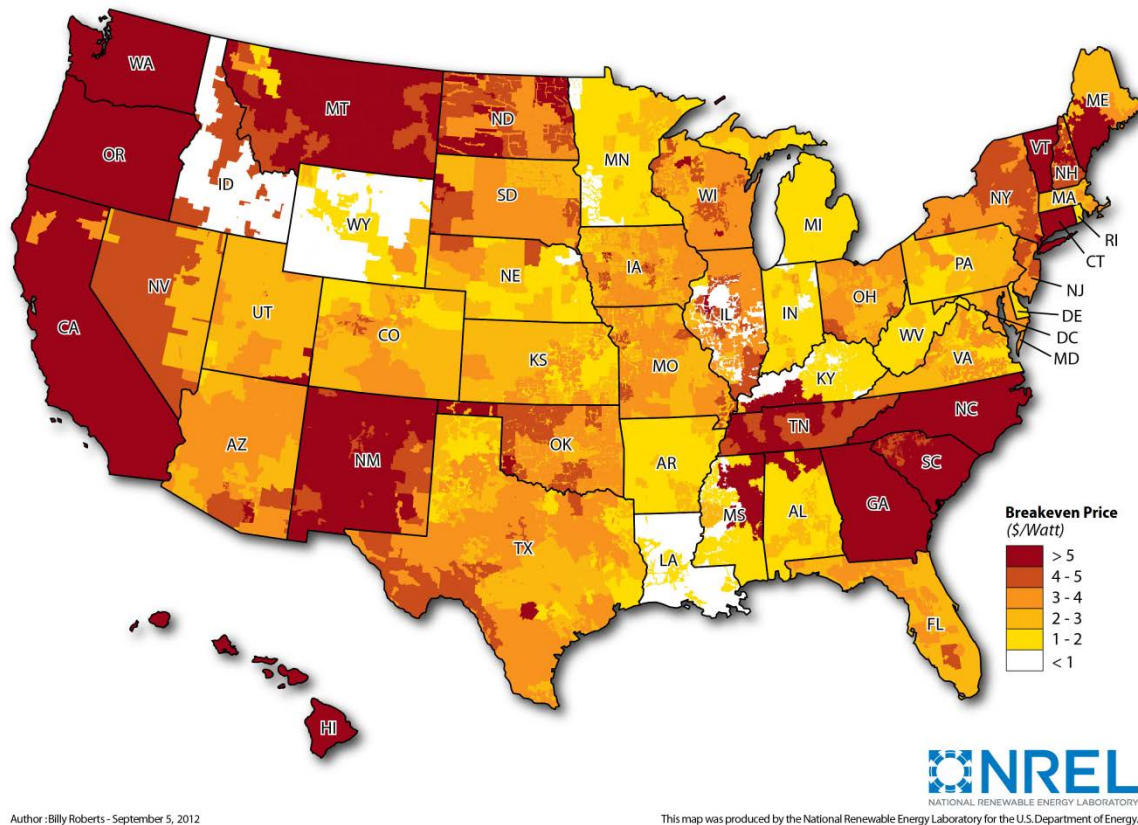 WA
OR
CA
NV
ID
MT
WY
UT
AZ
CO
NM
ND
SD
NE
KS
OK
TX
MN
IA
MO
AR
LA
WI
IL
MI
IN
OH
KY
TN
MS
AL
GA
FL
SC
NC
VA
WV
PA
NY
VT
NH
ME
MA
RI
CT
NJ
DE
DC
MD
HI
Breakeven Price
($/Watt)
> 5
4 - 5
3 - 4
2 - 3
1 - 2
< 1
NREL
NATIONAL RENEWABLE ENERGY LABORATORY
Author : Billy Roberts - September 5, 2012
This map was produced by the National Renewable Energy Laboratory for the U.S. Department of Energy.